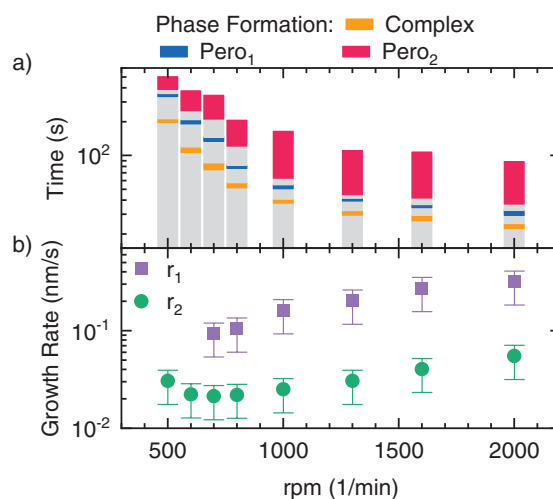 Phase Formation: Complex
Pero₁ Pero₂
a)
Time (s)
10²
b)
r₁
r₂
Growth Rate (nm/s)
10⁻¹
10⁻²
500 1000 1500 2000
rpm (1/min)